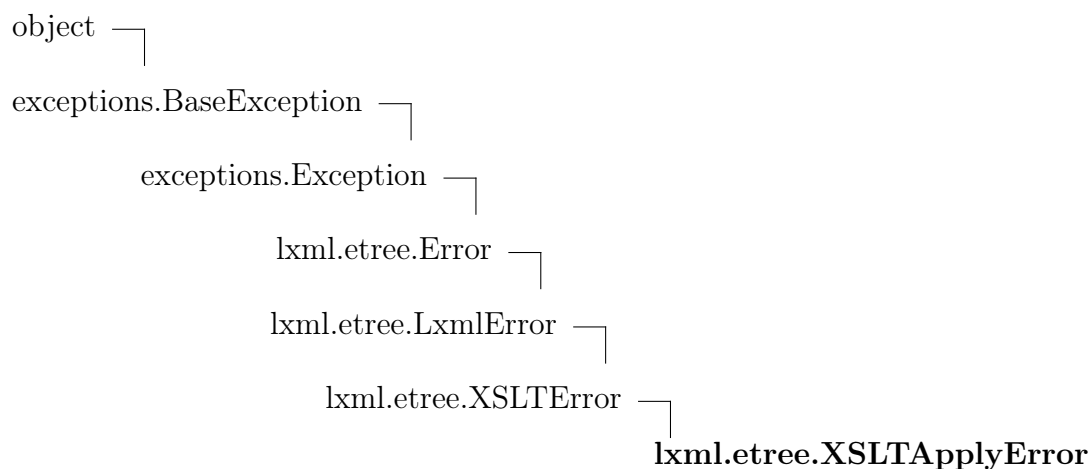 object
exceptions.BaseException
exceptions.Exception
lxml.etree.Error
lxml.etree.LxmlError
lxml.etree.XSLTError
lxml.etree.XSLTApplyError